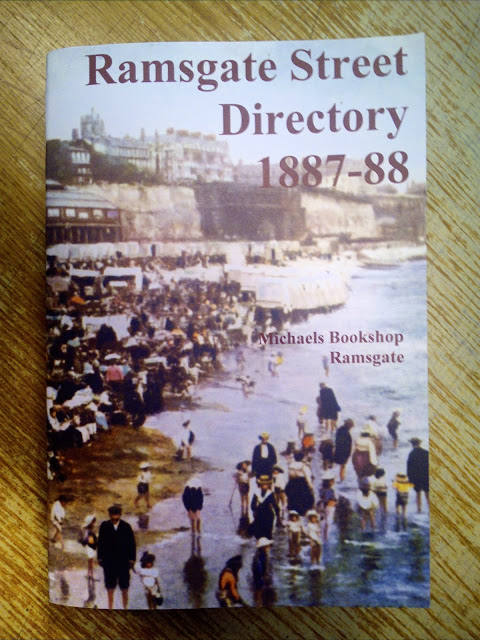 Ramsgate Street
Directory
1887-88
Michaels Bookshop
Ramsgate